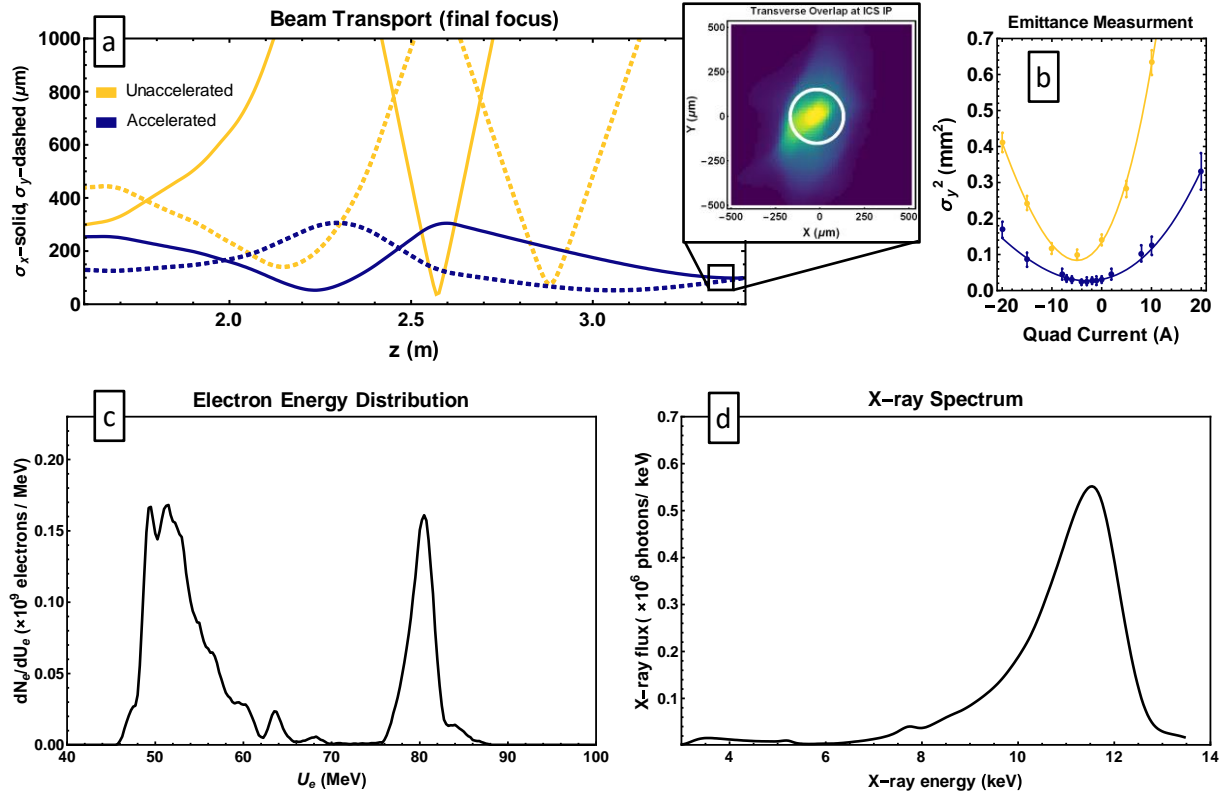 Beam Transport (final focus)
a
σx−solid, σy−dashed (μm)
1000
800
600
400
200
0
Unaccelerated
Accelerated
2.0
2.5
3.0
z (m)
Transverse Overlap at ICS IP
Y (μm)
500
250
0
−250
−500
−500
−250
0
250
500
X (μm)
Emittance Measurment
b
σy² (mm²)
0.7
0.6
0.5
0.4
0.3
0.2
0.1
0.0
−20
−10
0
10
20
Quad Current (A)
Electron Energy Distribution
c
dNe/dUe (×10⁹ electrons / MeV)
0.20
0.15
0.10
0.05
0.00
40
50
60
70
80
90
100
Ue (MeV)
X−ray Spectrum
d
X−ray flux ( ×10⁶ photons/ keV)
0.7
0.6
0.5
0.4
0.3
0.2
0.1
4
6
8
10
12
14
X−ray energy (keV)